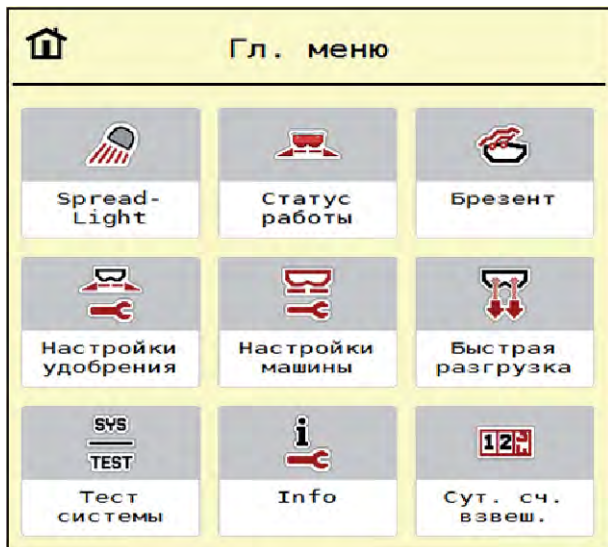 Гл. меню
Spread-
Light
Статус
работы
Брезент
Настройки
удобрения
Настройки
машины
Быстрая
разгрузка
SYS
TEST
Тест
системы
i
Info
12
Сут. сч.
взвеш.